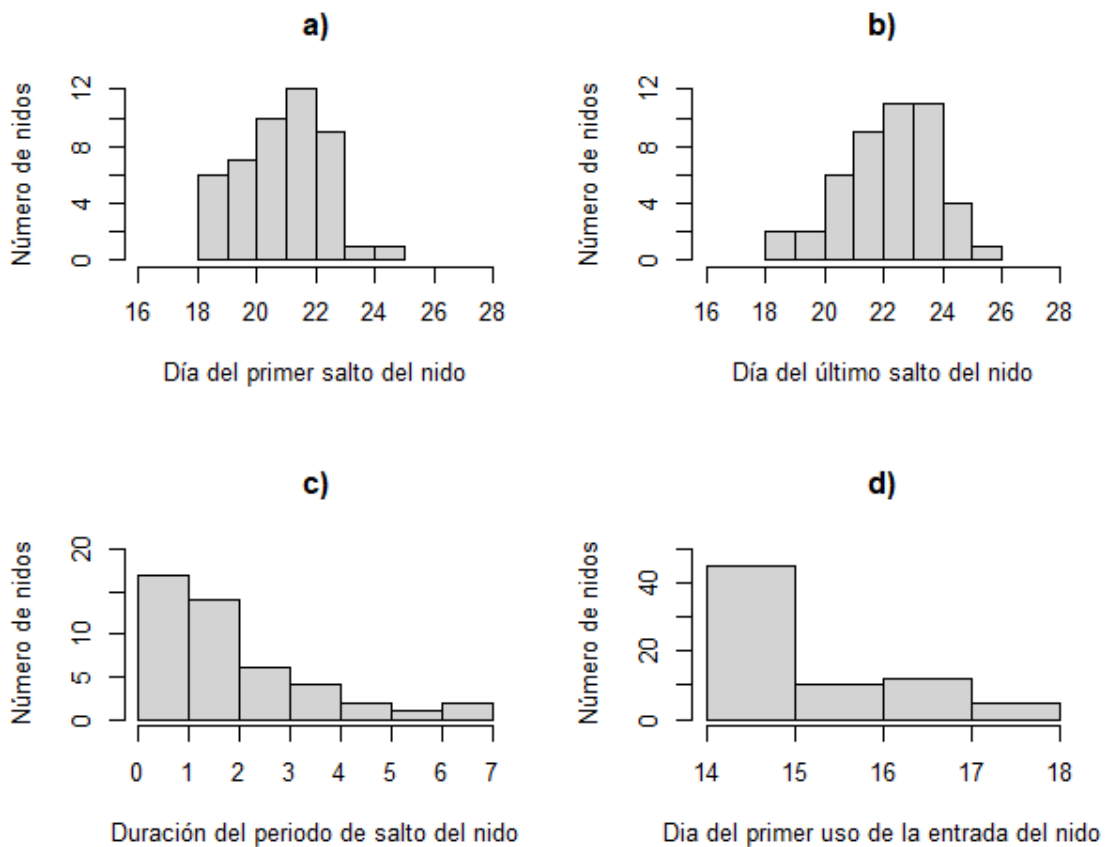 a)
Número de nidos
0 4 8 12
16 18 20 22 24 26 28
Día del primer salto del nido
b)
Número de nidos
0 4 8 12
16 18 20 22 24 26 28
Día del último salto del nido
c)
Número de nidos
0 5 10 20
0 1 2 3 4 5 6 7
Duración del periodo de salto del nido
d)
Número de nidos
0 20 40
14 15 16 17 18
Dia del primer uso de la entrada del nido